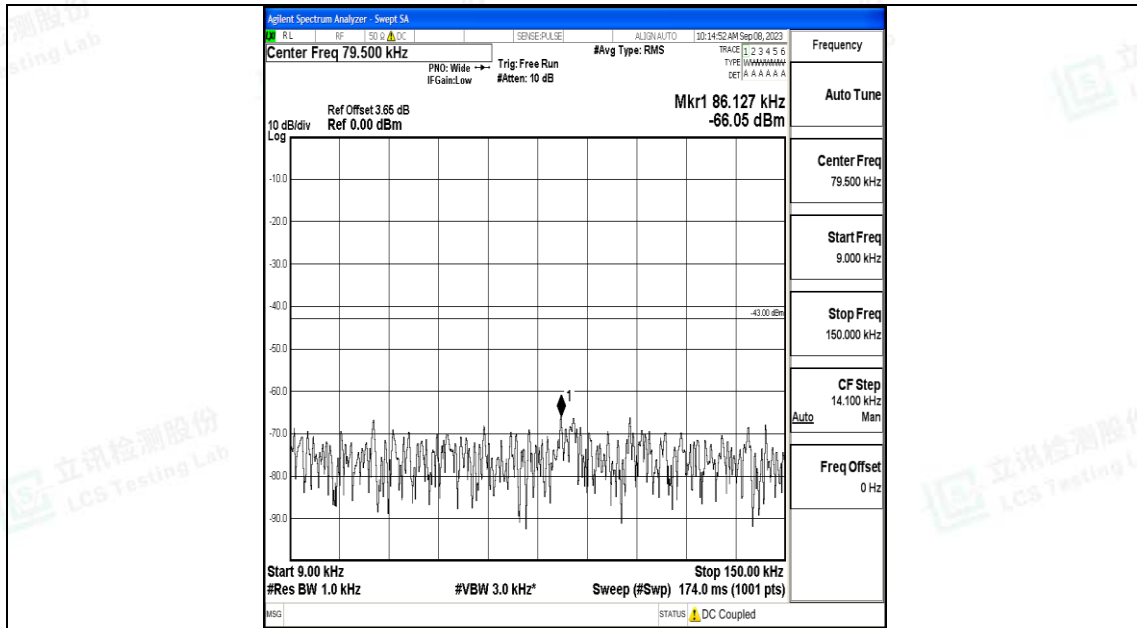 Agilent Spectrum Analyzer - Swept SA
RL RF 50 Ω DC SENSE:PULSE ALIGN AUTO 10:14:52 AM Sep 08, 2023
Center Freq 79.500 kHz
PNO: Wide
IFGain:Low
Trig: Free Run
#Atten: 10 dB
#Avg Type: RMS
TRACE 1 2 3 4 5 6
TYPE
DET A A A A A A
Ref Offset 3.65 dB
Ref 0.00 dBm
10 dB/div
Log
Mkr1 86.127 kHz
-66.05 dBm
-10.0
-20.0
-30.0
-40.0
-43.00 dBm
-50.0
-60.0
1
-70.0
-80.0
-90.0
Start 9.00 kHz
Stop 150.00 kHz
#Res BW 1.0 kHz
#VBW 3.0 kHz*
Sweep (#Swp) 174.0 ms (1001 pts)
MSG
STATUS DC Coupled
Frequency
Auto Tune
Center Freq
79.500 kHz
Start Freq
9.000 kHz
Stop Freq
150.000 kHz
CF Step
14.100 kHz
Auto Man
Freq Offset
0 Hz
立讯检测股份
LCS Testing Lab
立讯检测股份